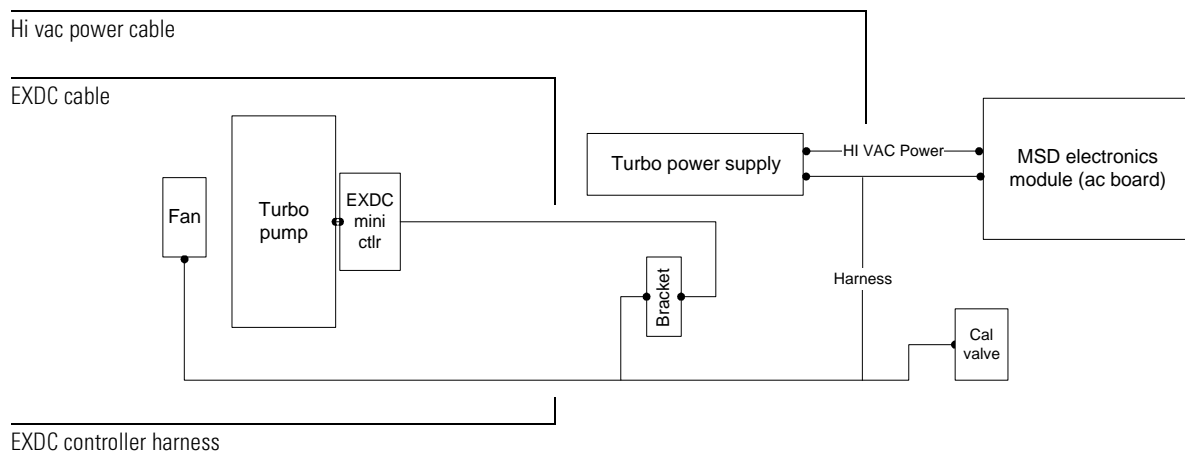 Hi vac power cable
EXDC cable
Turbo power supply
HI VAC Power
MSD electronics
module (ac board)
Fan
Turbo
pump
EXDC
mini
ctlr
Bracket
Harness
Cal
valve
EXDC controller harness